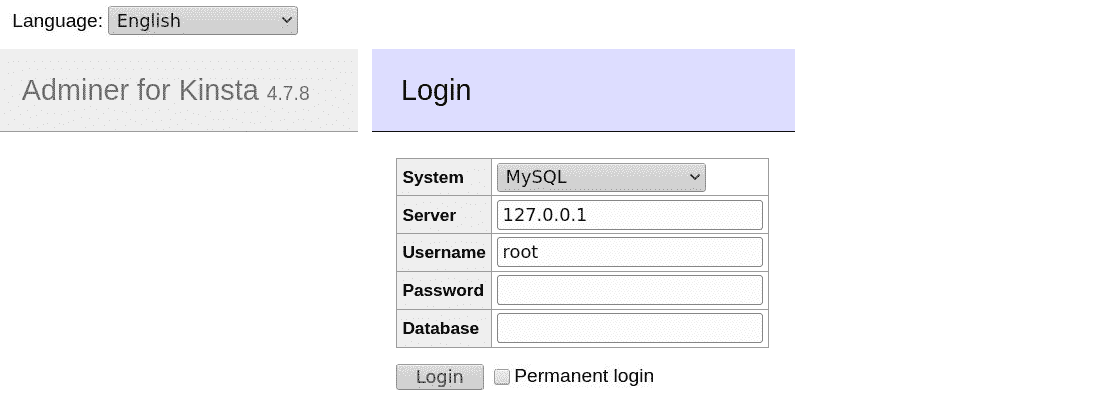 Language: English
Adminer for Kinsta 4.7.8
Login
System MySQL
Server 127.0.0.1
Username root
Password
Database
Login Permanent login